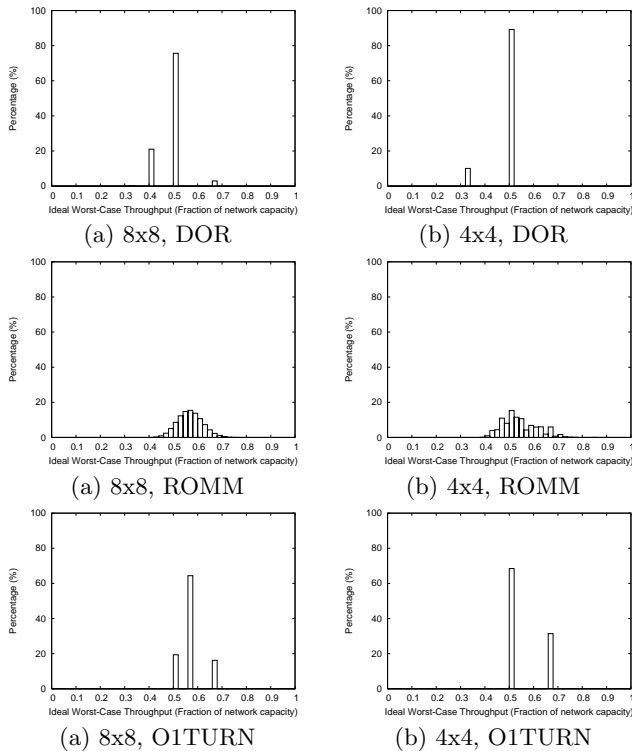 100
80
60
40
20
0
Percentage (%)
0 0.1 0.2 0.3 0.4 0.5 0.6 0.7 0.8 0.9 1
Ideal Worst-Case Throughput (Fraction of network capacity)
(a) 8x8, DOR
100
80
60
40
20
0
Percentage (%)
0 0.1 0.2 0.3 0.4 0.5 0.6 0.7 0.8 0.9 1
Ideal Worst-Case Throughput (Fraction of network capacity)
(b) 4x4, DOR
100
80
60
40
20
0
Percentage (%)
0 0.1 0.2 0.3 0.4 0.5 0.6 0.7 0.8 0.9 1
Ideal Worst-Case Throughput (Fraction of network capacity)
(a) 8x8, ROMM
100
80
60
40
20
0
Percentage (%)
0 0.1 0.2 0.3 0.4 0.5 0.6 0.7 0.8 0.9 1
Ideal Worst-Case Throughput (Fraction of network capacity)
(b) 4x4, ROMM
100
80
60
40
20
0
Percentage (%)
0 0.1 0.2 0.3 0.4 0.5 0.6 0.7 0.8 0.9 1
Ideal Worst-Case Throughput (Fraction of network capacity)
(a) 8x8, O1TURN
100
80
60
40
20
0
Percentage (%)
0 0.1 0.2 0.3 0.4 0.5 0.6 0.7 0.8 0.9 1
Ideal Worst-Case Throughput (Fraction of network capacity)
(b) 4x4, O1TURN